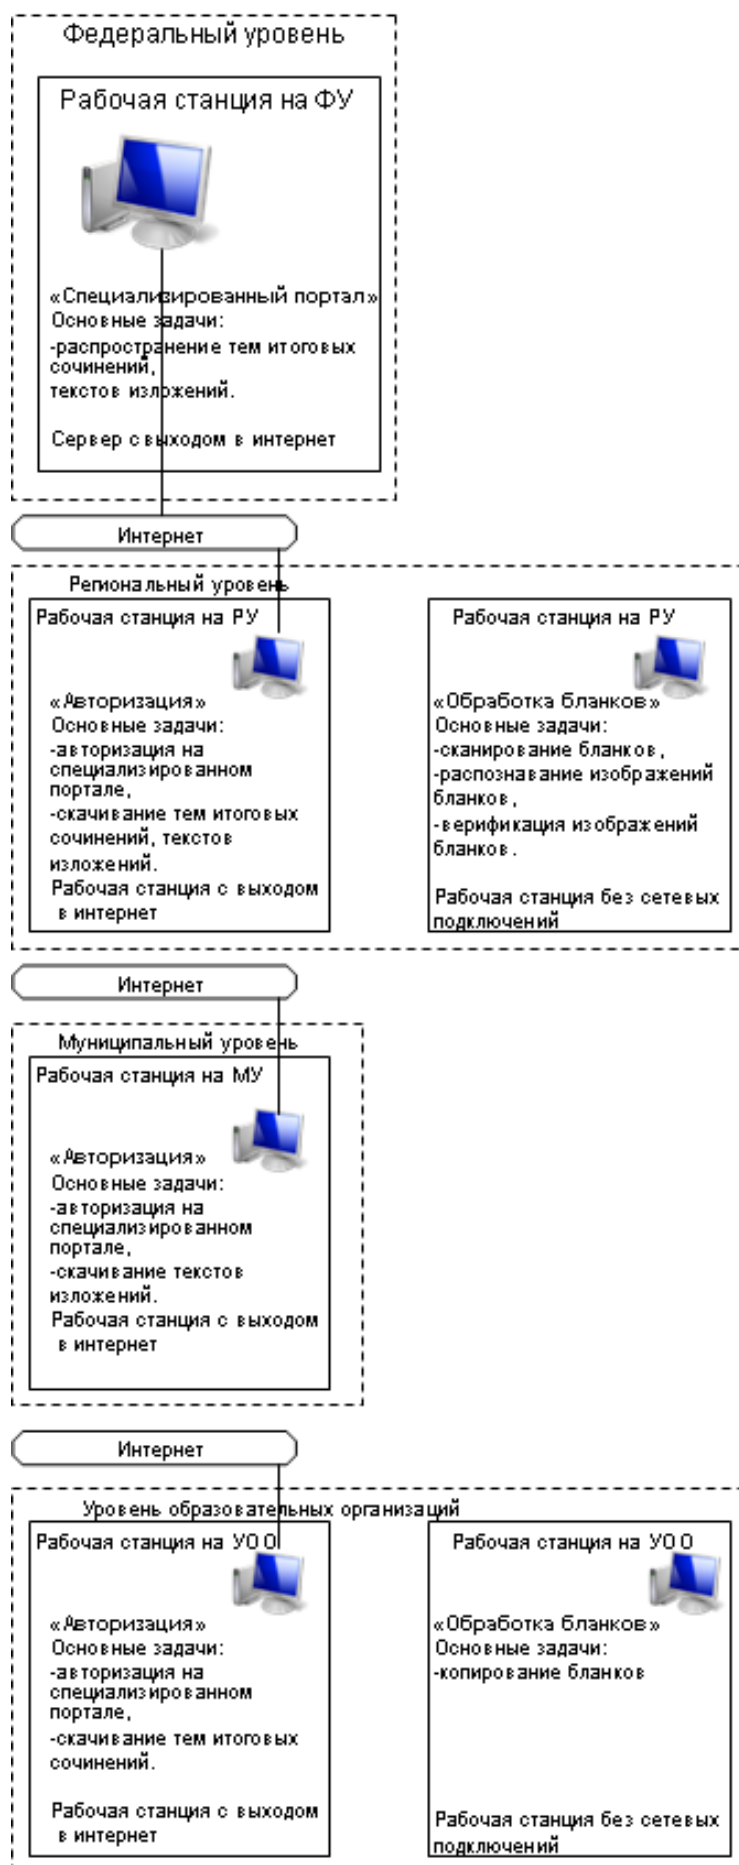 Федеральный уровень
Рабочая станция на ФУ
«Специализированный портал»
Основные задачи:
-распространение тем итоговых
сочинений,
текстов изложений.
Сервер с выходом в интернет
Интернет
Региональный уровень
Рабочая станция на РУ
«Авторизация»
Основные задачи:
-авторизация на
специализированном
портале,
-скачивание тем итоговых
сочинений, текстов
изложений.
Рабочая станция с выходом
в интернет
Рабочая станция на РУ
«Обработка бланков»
Основные задачи:
-сканирование бланков,
-распознавание изображений
бланков,
-верификация изображений
бланков.
Рабочая станция без сетевых
подключений
Интернет
Муниципальный уровень
Рабочая станция на МУ
«Авторизация»
Основные задачи:
-авторизация на
специализированном
портале,
-скачивание текстов
изложений.
Рабочая станция с выходом
в интернет
Интернет
Уровень образовательных организаций
Рабочая станция на УОО
«Авторизация»
Основные задачи:
-авторизация на
специализированном
портале,
-скачивание тем итоговых
сочинений.
Рабочая станция с выходом
в интернет
Рабочая станция на УОО
«Обработка бланков»
Основные задачи:
-копирование бланков
Рабочая станция без сетевых
подключений